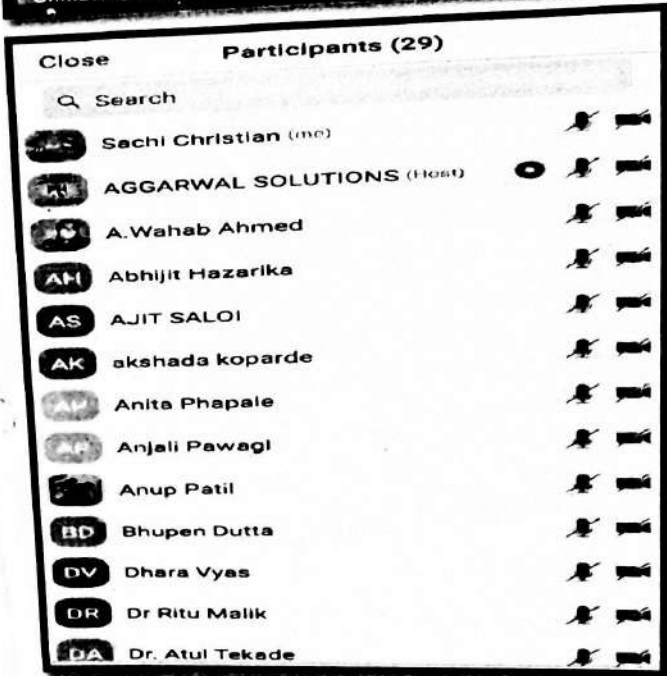 Close Participants (29)
Search
Sachi Christian (me)
AGGARWAL SOLUTIONS (Host)
A.Wahab Ahmed
AH Abhijit Hazarika
AS AJIT SALOI
AK akshada koparde
AP Anita Phapale
AP Anjali Pawagi
Anup Patil
BD Bhupen Dutta
DV Dhara Vyas
DR Dr Ritu Malik
DA Dr. Atul Tekade